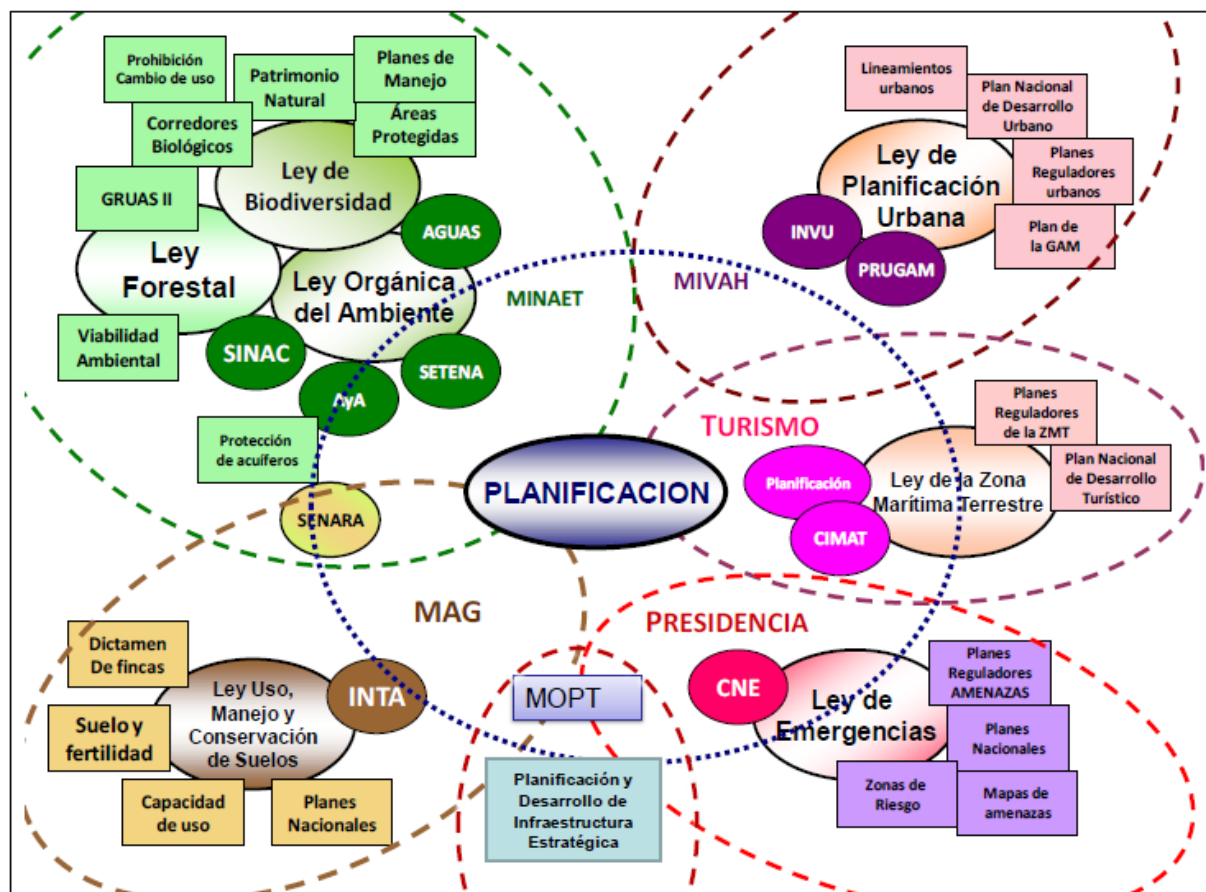 Prohibición
Cambio de uso
Patrimonio
Natural
Planes de
Manejo
Áreas
Protegidas
Corredores
Biológicos
GRUAS II
Ley de
Biodiversidad
Ley
Forestal
Ley Orgánica
del Ambiente
AGUAS
SINAC
AyA
SETENA
MINAET
Viabilidad
Ambiental
Protección
de acuíferos
SENARA
Lineamientos
urbanos
Plan Nacional
de Desarrollo
Urbano
Planes
Reguladores
urbanos
Plan de
la GAM
Ley de
Planificación
Urbana
INVU
PRUGAM
MIVAH
TURISMO
Planes
Reguladores
de la ZMT
Plan Nacional
de Desarrollo
Turístico
Planificación
CIMAT
Ley de la Zona
Marítima Terrestre
PLANIFICACION
MAG
Dictamen
De fincas
Suelo y
fertilidad
Capacidad
de uso
Planes
Nacionales
Ley Uso,
Manejo y
Conservación
de Suelos
INTA
MOPT
Planificación y
Desarrollo de
Infraestructura
Estratégica
PRESIDENCIA
CNE
Ley de
Emergencias
Planes
Reguladores
AMENAZAS
Planes
Nacionales
Zonas de
Riesgo
Mapas de
amenazas